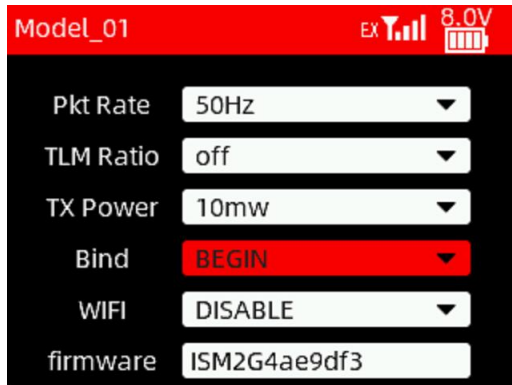 Model_01 EX 8.0V
Pkt Rate 50Hz
TLM Ratio off
TX Power 10mw
Bind BEGIN
WIFI DISABLE
firmware ISM2G4ae9df3